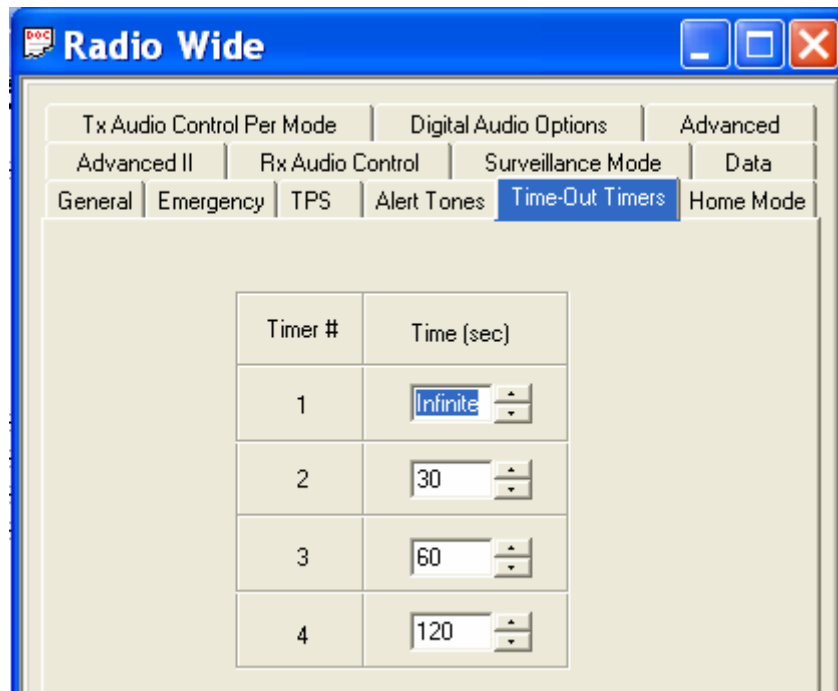 Radio Wide
Tx Audio Control Per Mode Digital Audio Options Advanced
Advanced II Rx Audio Control Surveillance Mode Data
General Emergency TPS Alert Tones Time-Out Timers Home Mode
Timer # Time (sec)
1 Infinite
2 30
3 60
4 120